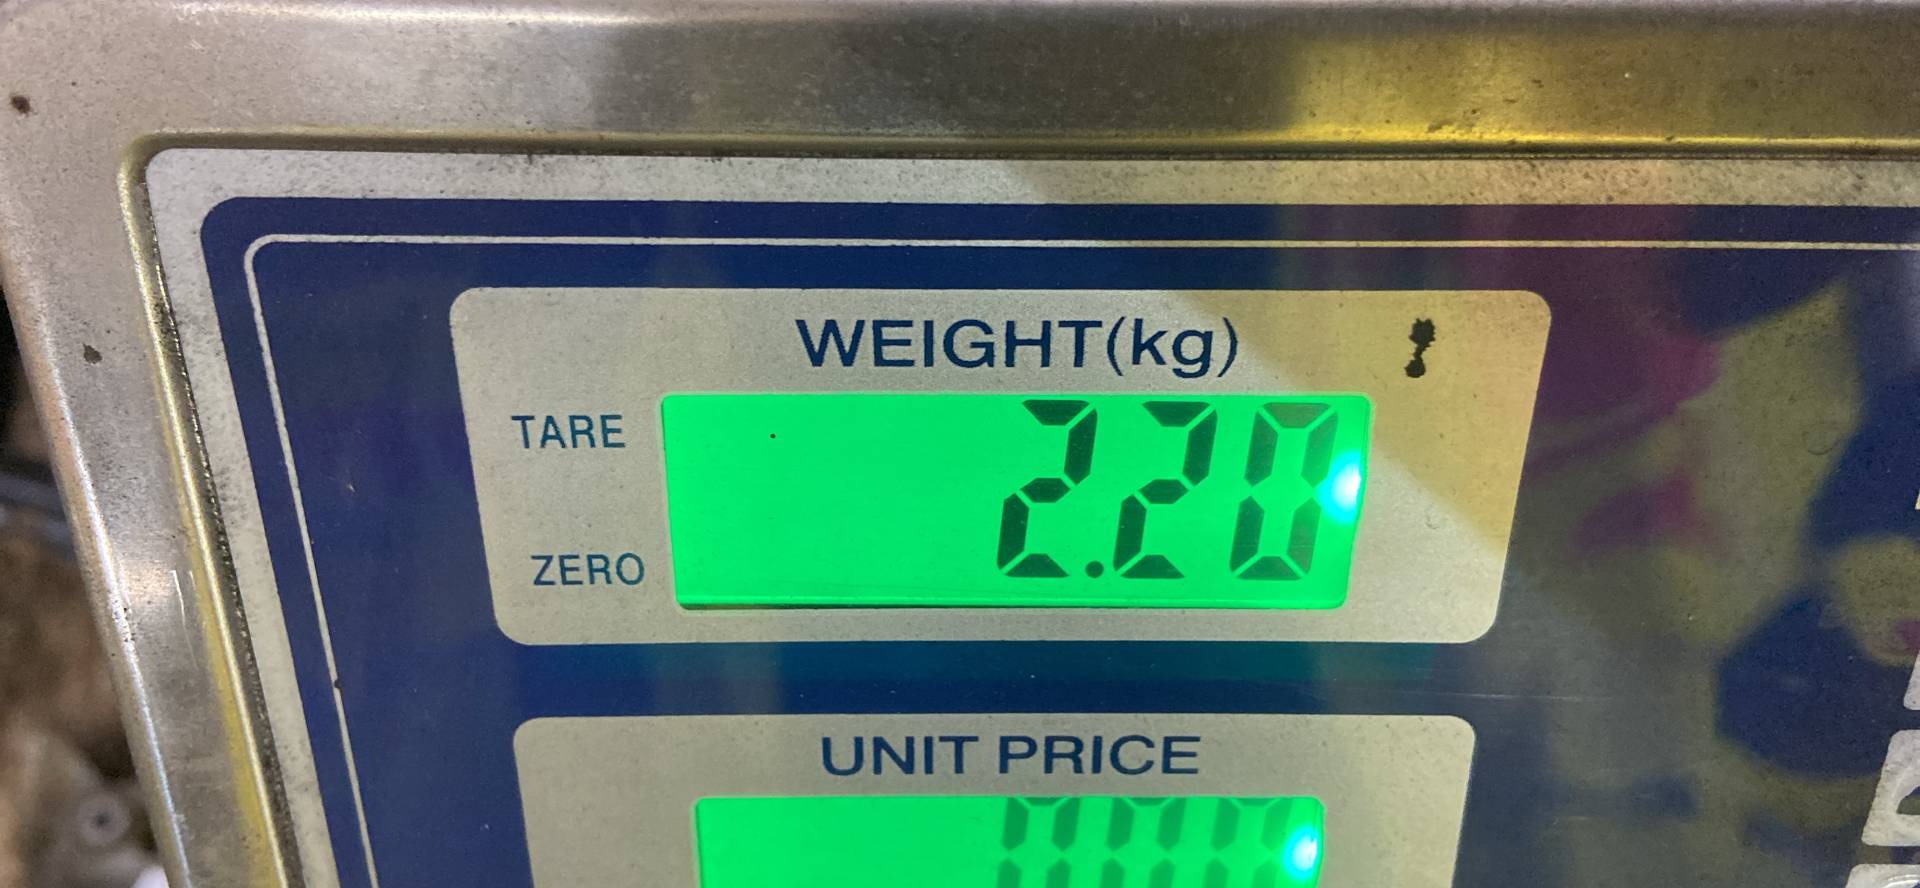 WEIGHT(kg)
TARE
2.20
ZERO
UNIT PRICE